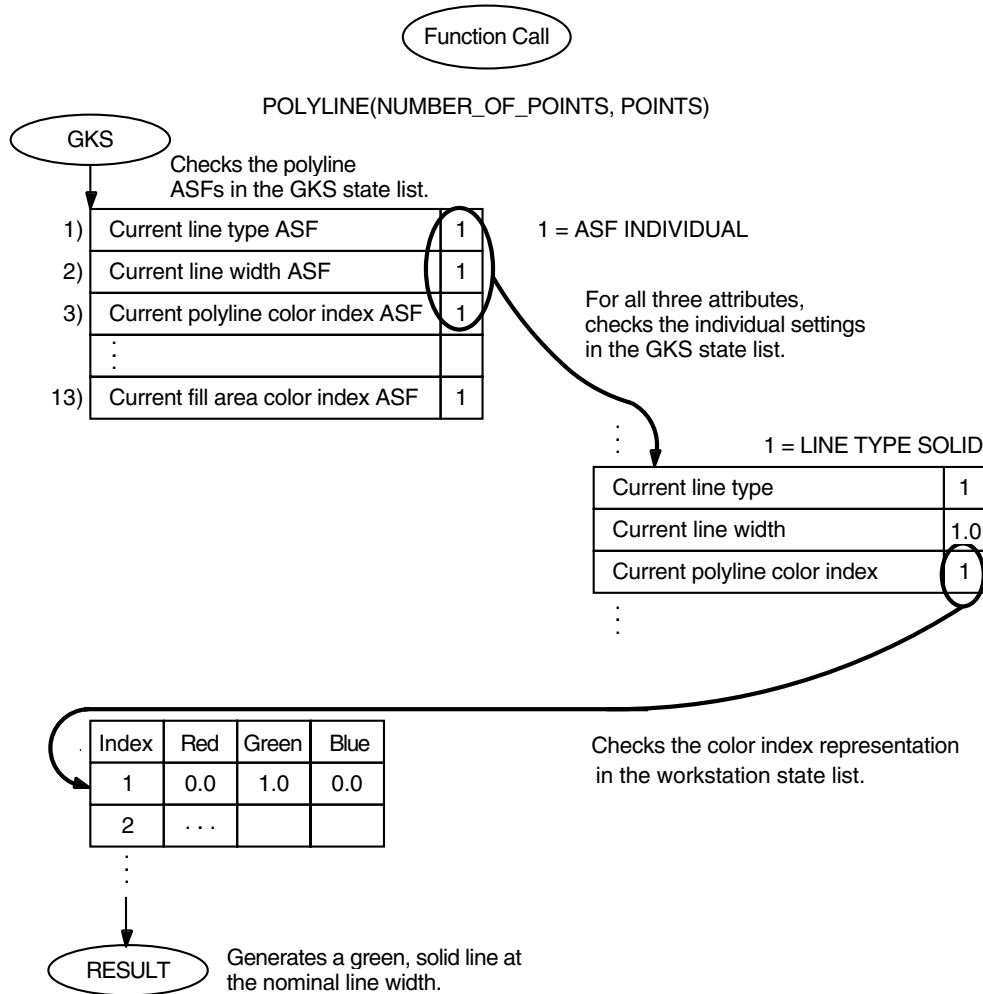 Function Call
POLYLINE(NUMBER_OF_POINTS, POINTS)
GKS
Checks the polyline
ASFs in the GKS state list.
1) Current line type ASF 1
1 = ASF INDIVIDUAL
2) Current line width ASF 1
3) Current polyline color index ASF 1
For all three attributes,
checks the individual settings
in the GKS state list.
13) Current fill area color index ASF 1
1 = LINE TYPE SOLID
Current line type 1
Current line width 1.0
Current polyline color index 1
Checks the color index representation
in the workstation state list.
Index Red Green Blue
1 0.0 1.0 0.0
2 . . .
RESULT
Generates a green, solid line at
the nominal line width.